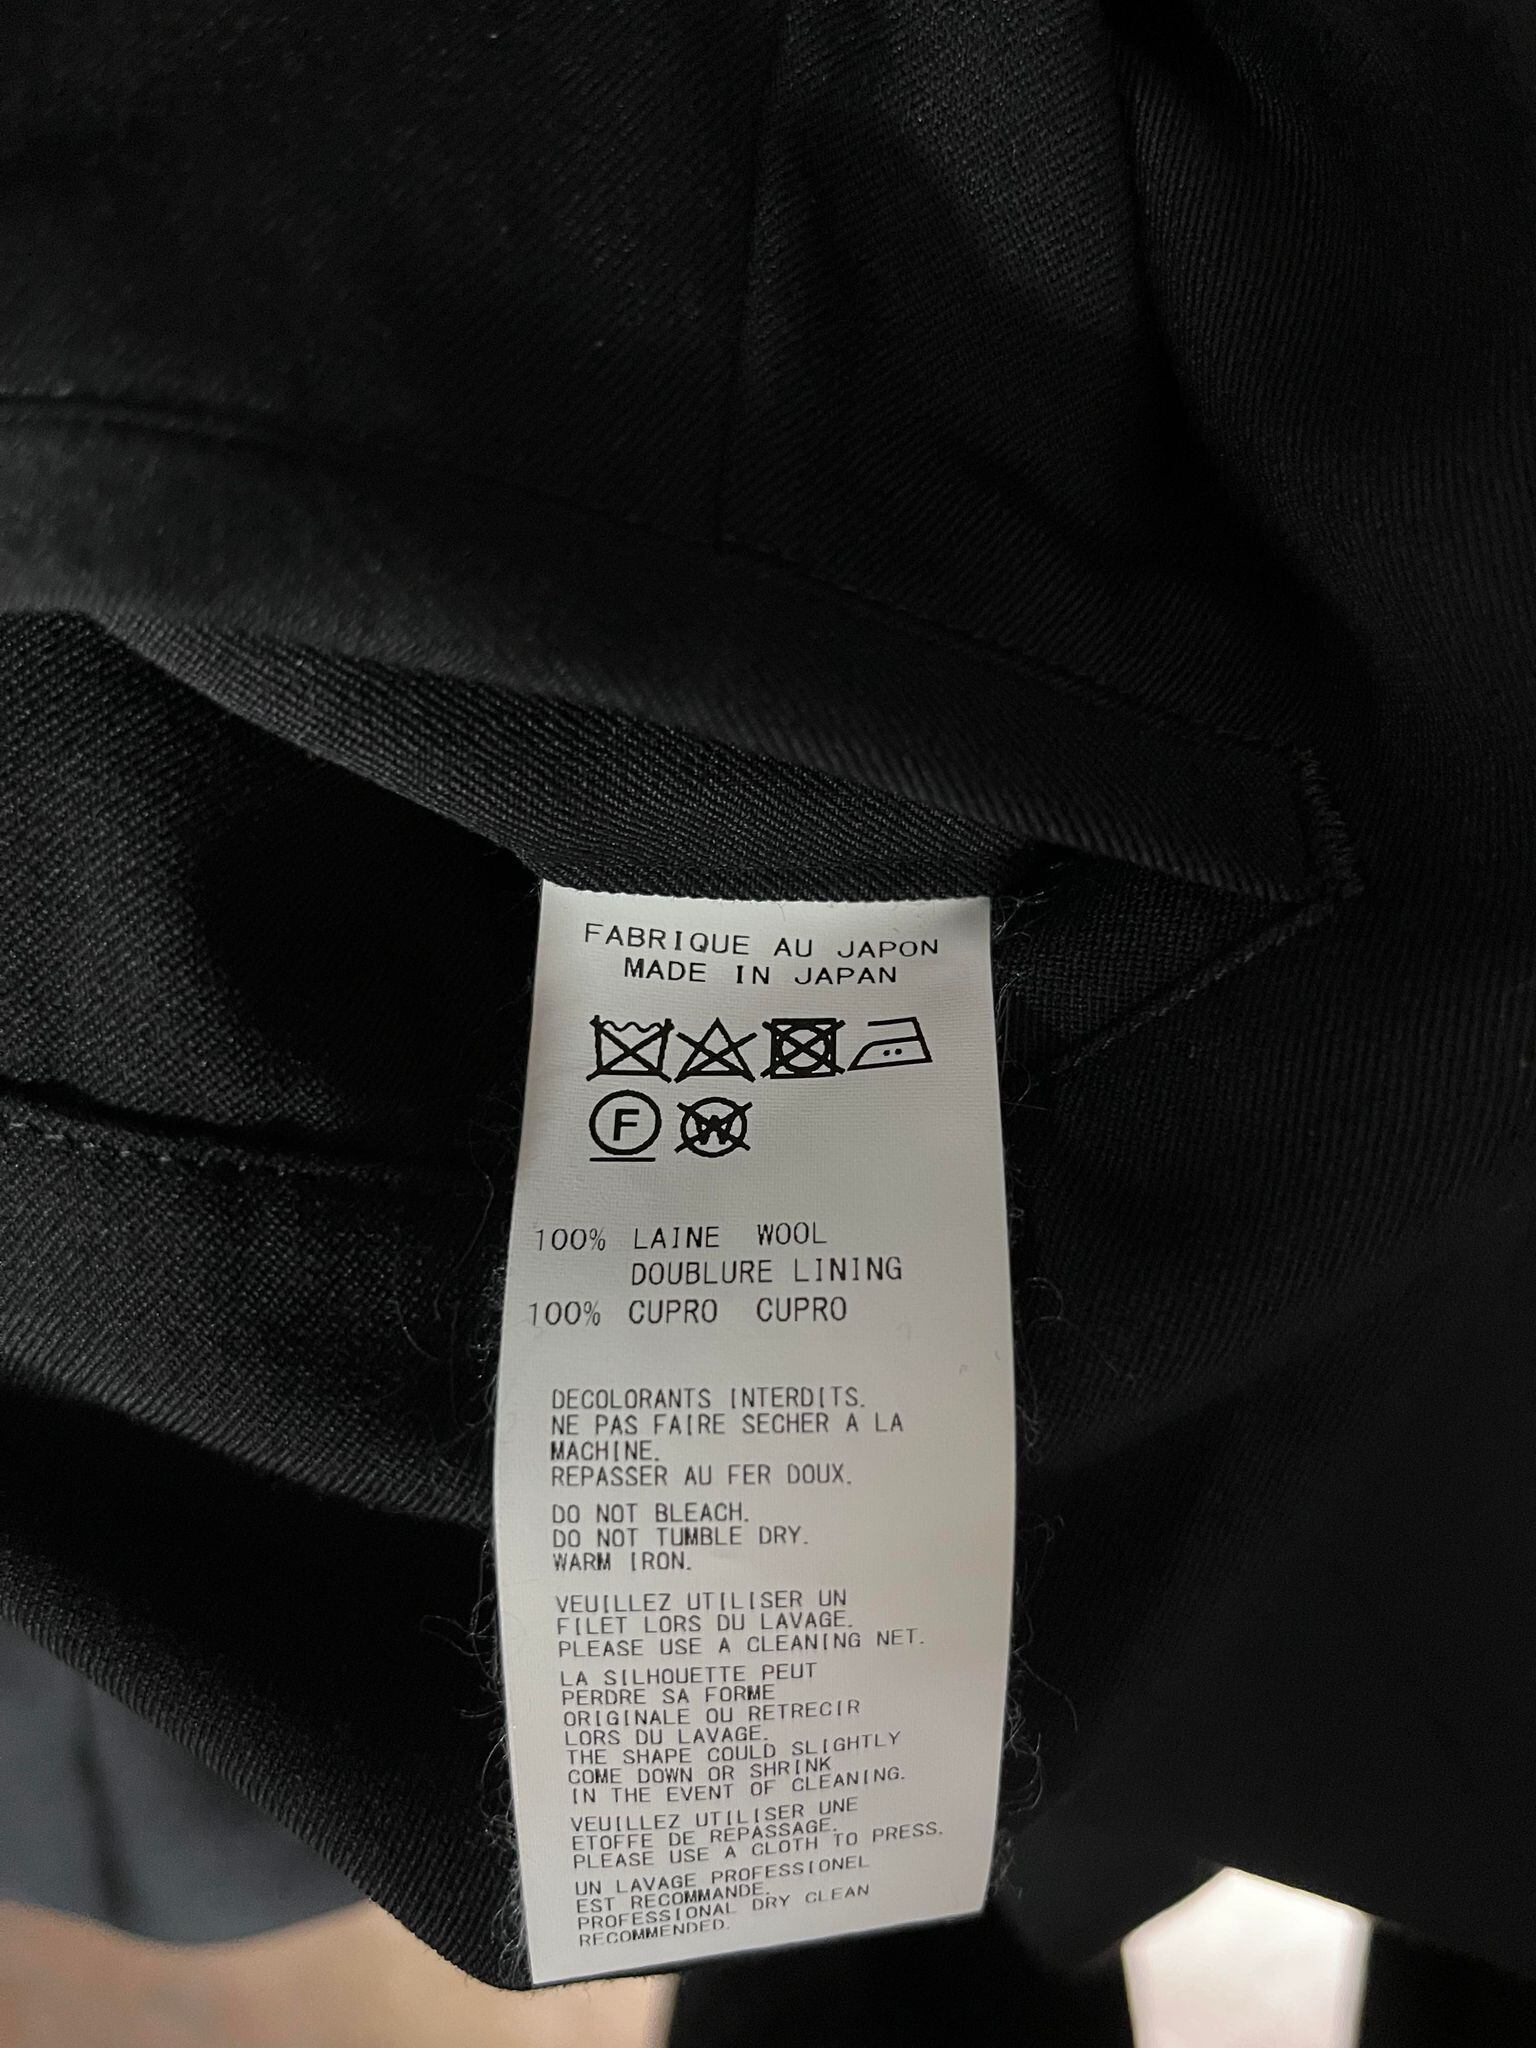 FABRIQUE AU JAPON
MADE IN JAPAN
F W
100% LAINE WOOL
DOUBLURE LINING
100% CUPRO CUPRO
DECOLORANTS INTERDITS.
NE PAS FAIRE SECHER A LA
MACHINE.
REPASSER AU FER DOUX.
DO NOT BLEACH.
DO NOT TUMBLE DRY.
WARM IRON.
VEUILLEZ UTILISER UN
FILET LORS DU LAVAGE.
PLEASE USE A CLEANING NET.
LA SILHOUETTE PEUT
PERDRE SA FORME
ORIGINALE OU RETRECIR
LORS DU LAVAGE.
THE SHAPE COULD SLIGHTLY
COME DOWN OR SHRINK
IN THE EVENT OF CLEANING.
VEUILLEZ UTILISER UNE
ETOFFE DE REPASSAGE.
PLEASE USE A CLOTH TO PRESS.
UN LAVAGE PROFESSIONEL
EST RECOMMANDE.
PROFESSIONAL DRY CLEAN
RECOMMENDED.